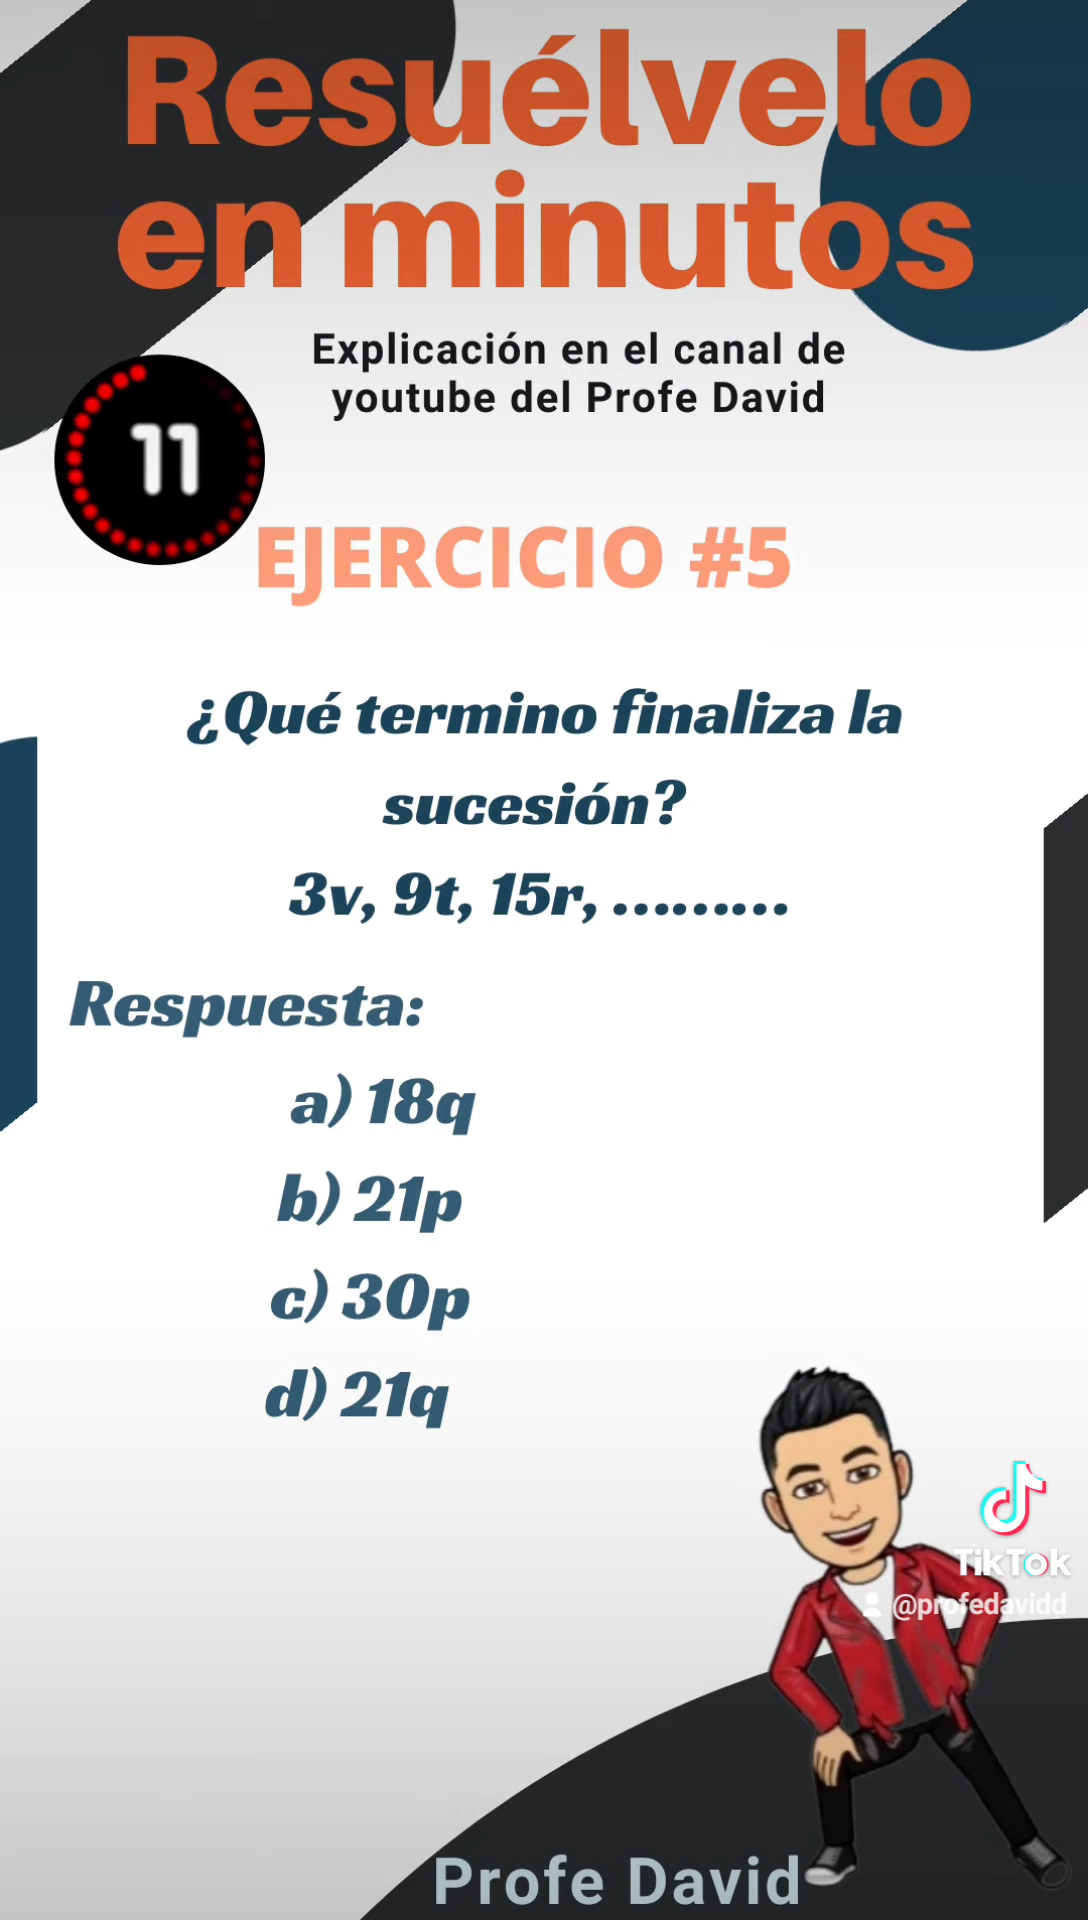 Resuélvelo
en minutos
Explicación en el canal de
youtube del Profe David
11
EJERCICIO #5
¿Qué termino finaliza la
sucesión?
3v, 9t, 15r, .........
Respuesta:
a) 18q
b) 21p
c) 30p
d) 21q
TikTok
@profedavidd
Profe David